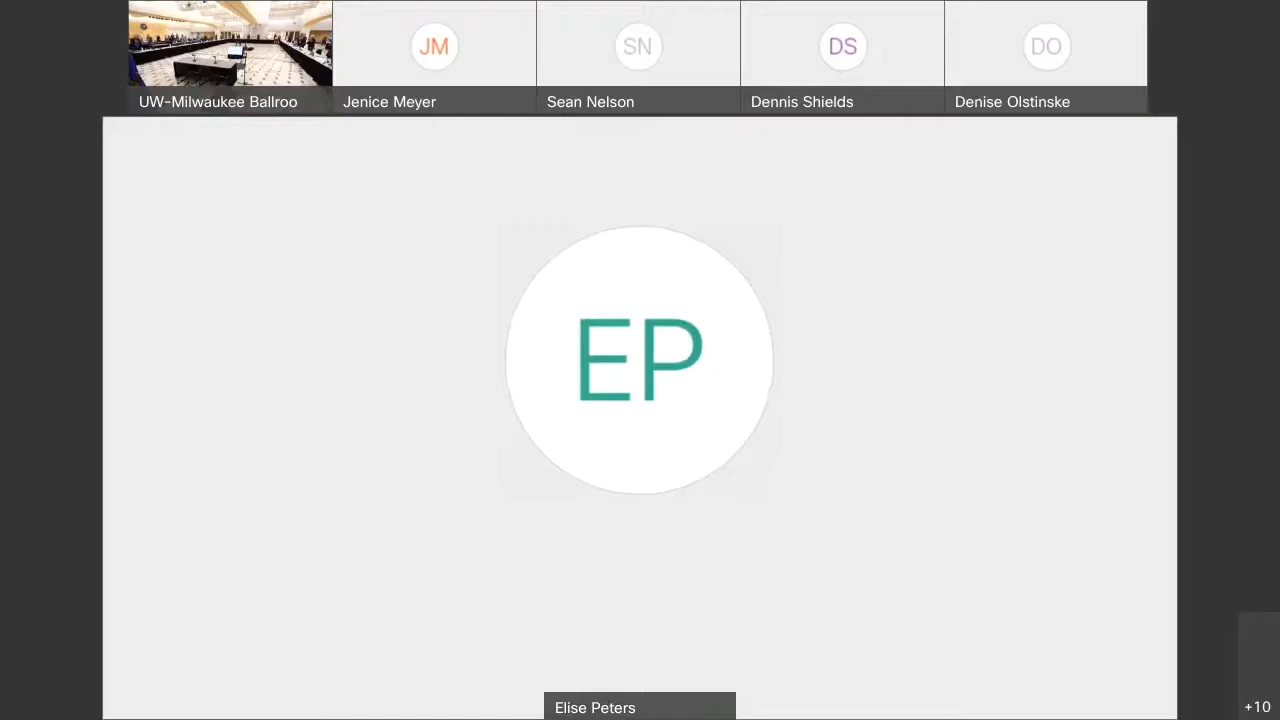 JM
SN
DS
DO
UW-Milwaukee Ballroo
Jenice Meyer
Sean Nelson
Dennis Shields
Denise Olstinske
EP
Elise Peters
+10